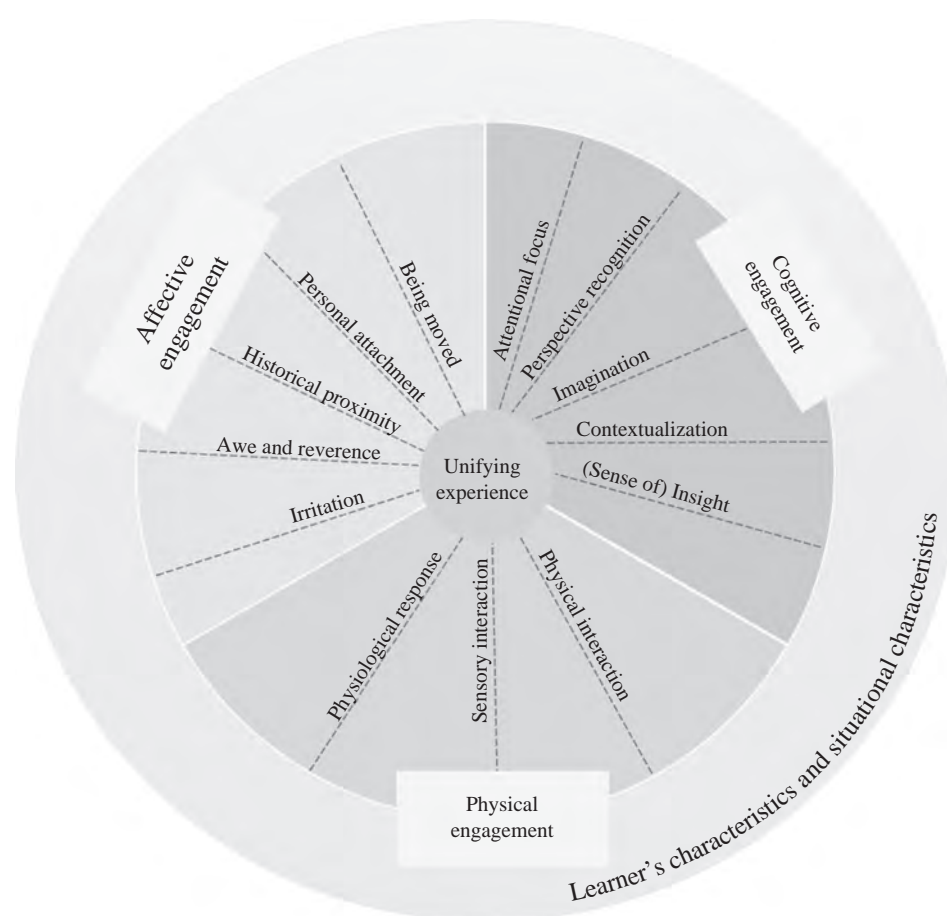 Affective
engagement
Being moved
Personal attachment
Historical proximity
Awe and reverence
Irritation
Cognitive
engagement
Attentional focus
Perspective recognition
Imagination
Contextualization
(Sense of) Insight
Unifying
experience
Physiological response
Sensory interaction
Physical interaction
Physical
engagement
Learner's characteristics and situational characteristics